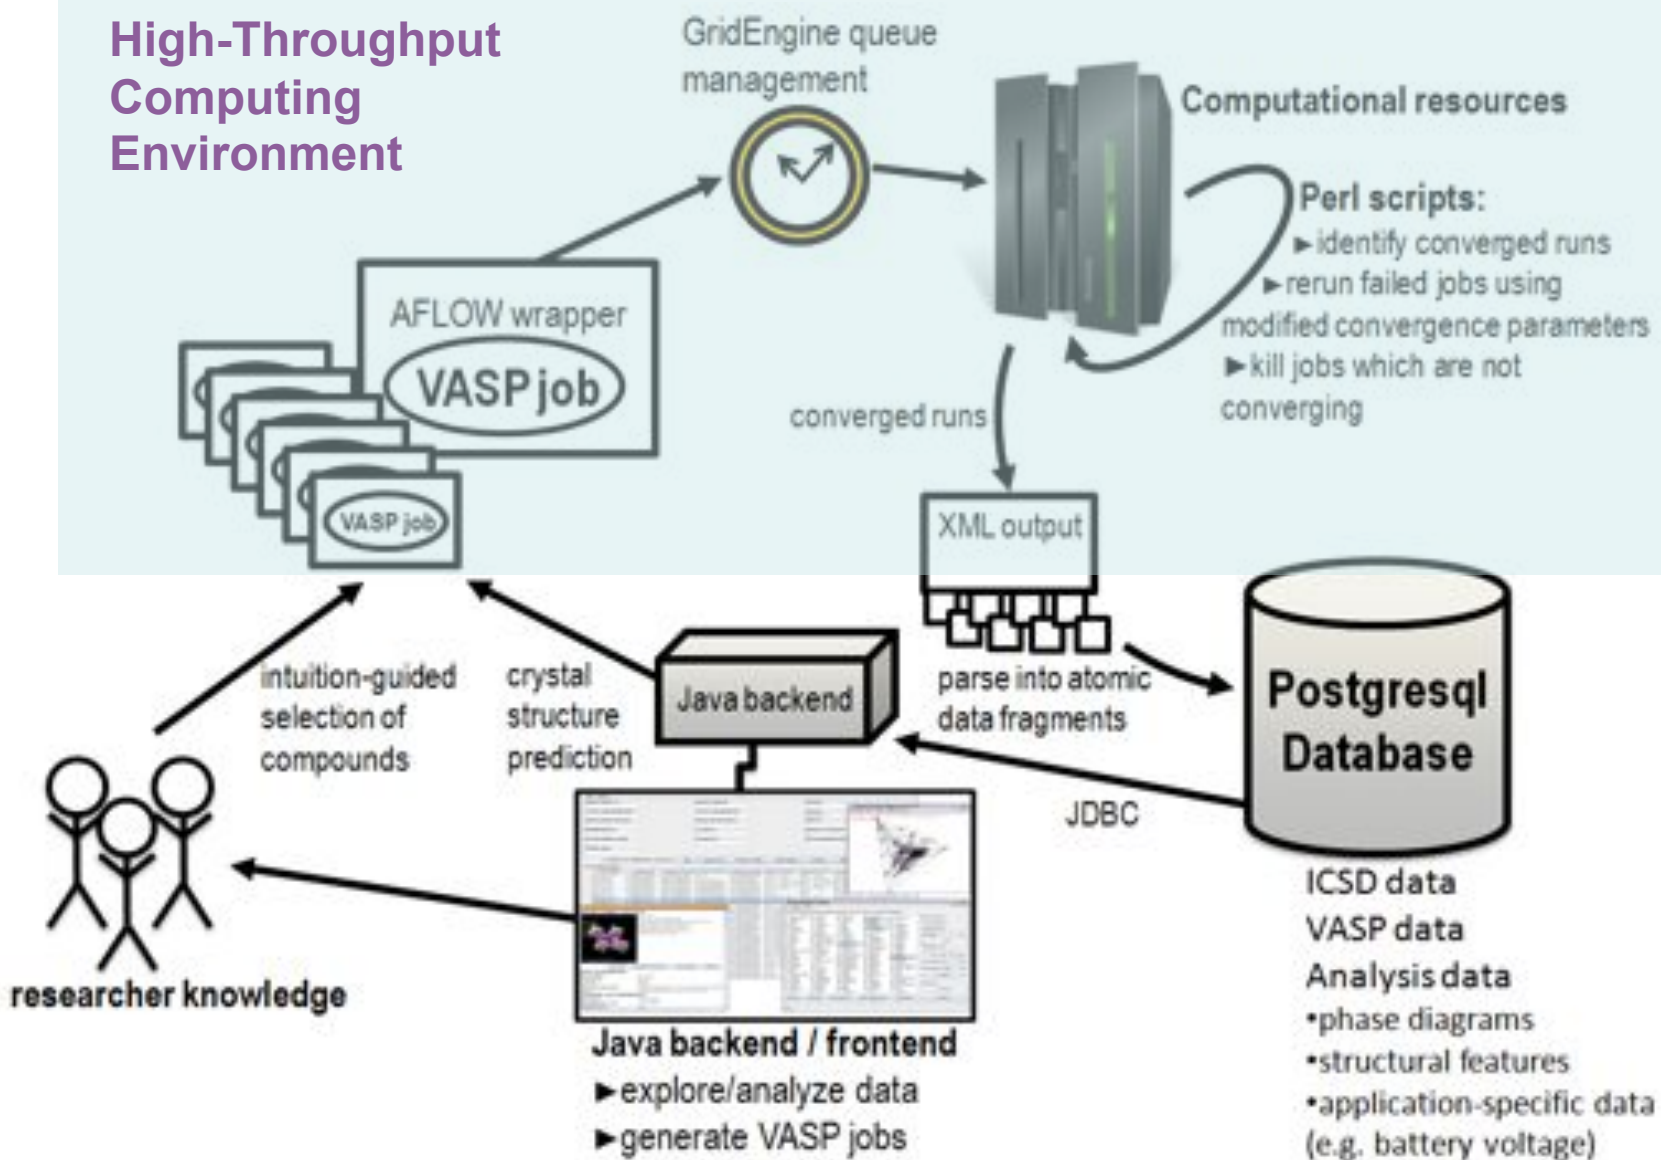 High-Throughput
Computing
Environment
GridEngine queue
management
Computational resources
Perl scripts:
►identify converged runs
►rerun failed jobs using
modified convergence parameters
►kill jobs which are not
converging
AFLOW wrapper
VASP job
VASP job
converged runs
XML output
intuition-guided
selection of
compounds
crystal
structure
prediction
Java backend
parse into atomic
data fragments
Postgresql
Database
JDBC
researcher knowledge
Java backend / frontend
►explore/analyze data
►generate VASP jobs
ICSD data
VASP data
Analysis data
•phase diagrams
•structural features
•application-specific data
(e.g. battery voltage)